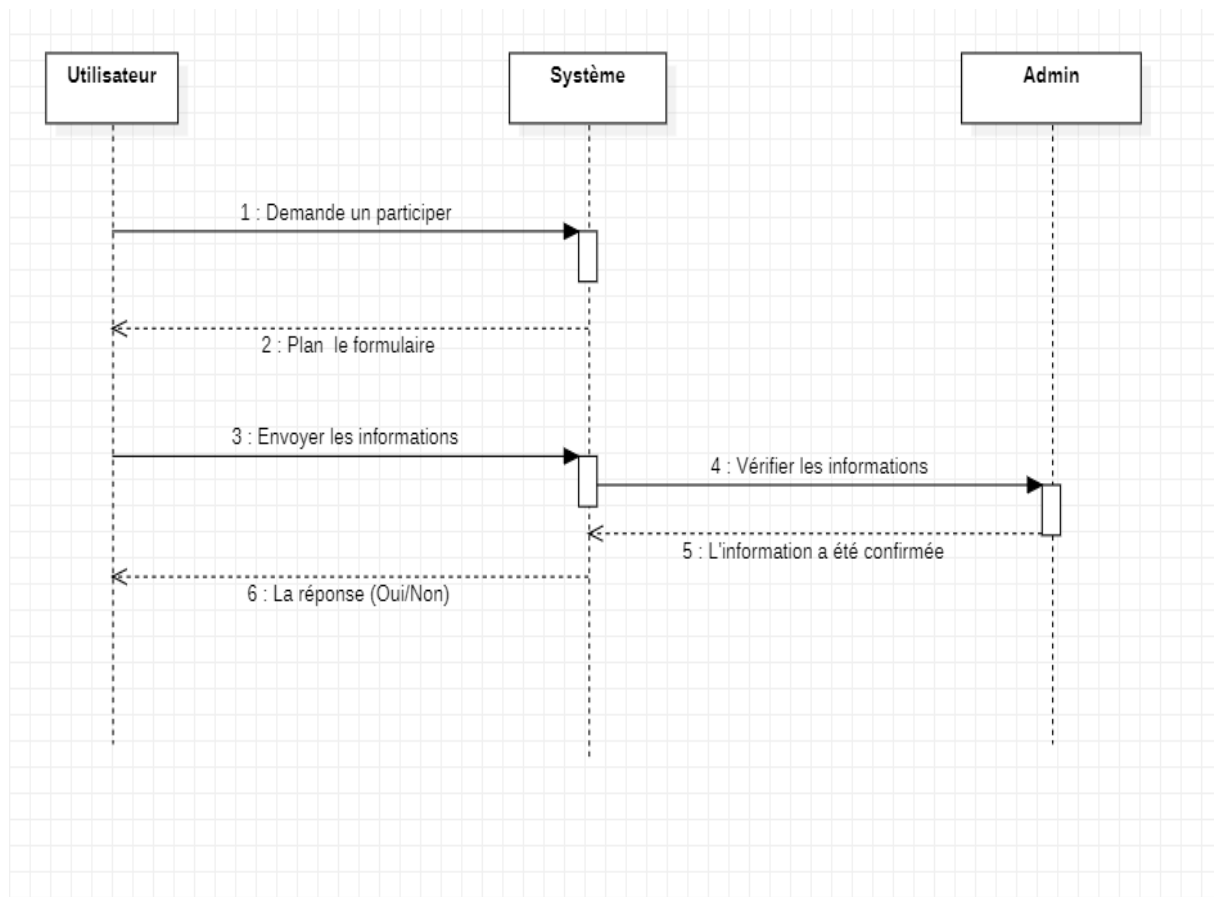 Utilisateur
Système
Admin
1 : Demande un participer
2 : Plan  le formulaire
3 : Envoyer les informations
4 : Vérifier les informations
5 : L'information a été confirmée
6 : La réponse (Oui/Non)